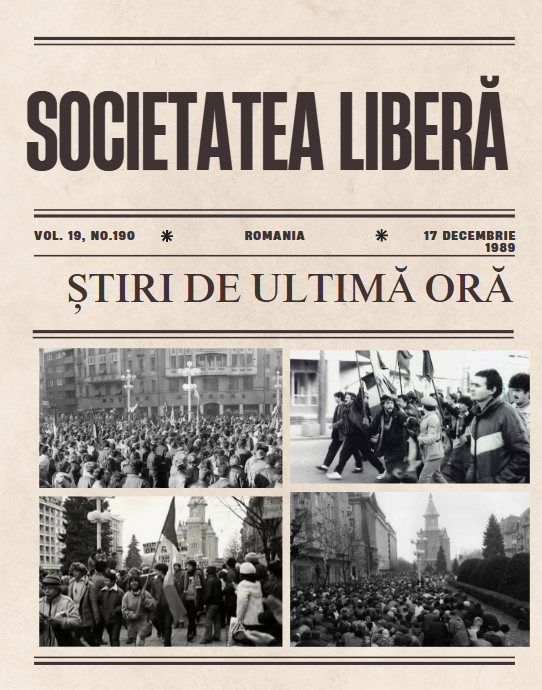 SOCIETATEA LIBERĂ
VOL. 19, NO.190 ROMANIA 17 DECEMBRIE
1989
ȘTIRI DE ULTIMĂ ORĂ